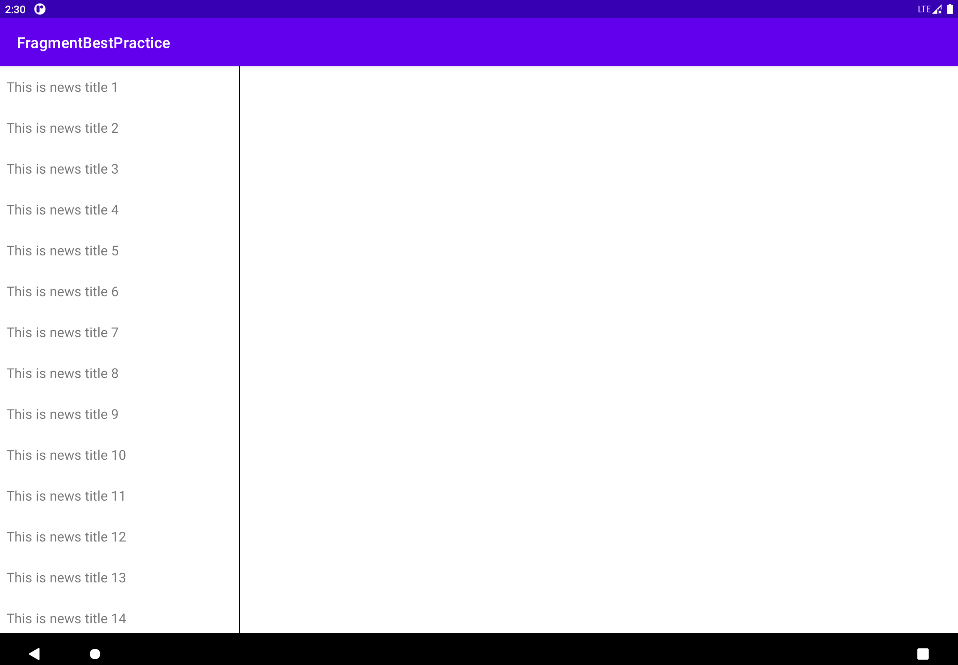 2:30
LTE
FragmentBestPractice
This is news title 1
This is news title 2
This is news title 3
This is news title 4
This is news title 5
This is news title 6
This is news title 7
This is news title 8
This is news title 9
This is news title 10
This is news title 11
This is news title 12
This is news title 13
This is news title 14